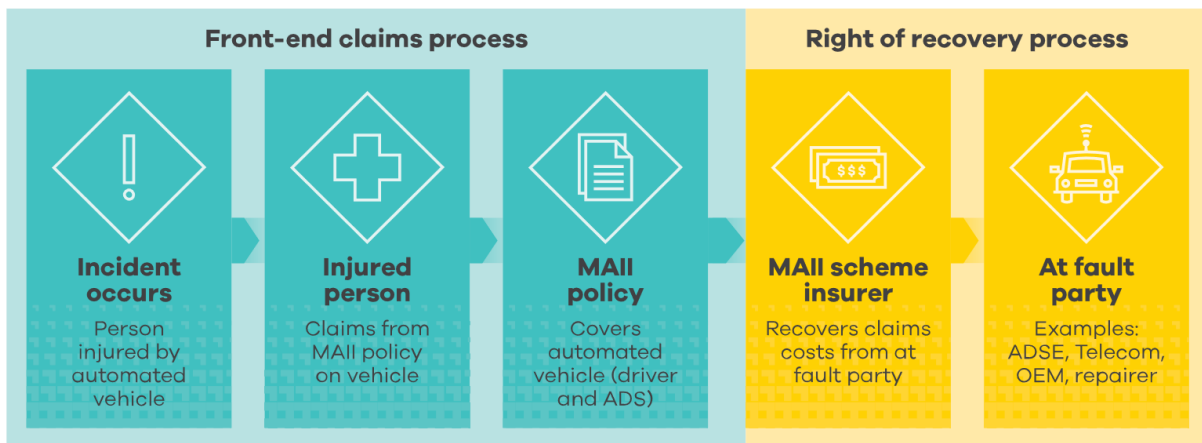 Front-end claims process
Right of recovery process
Incident
occurs
Person
injured by
automated
vehicle
Injured
person
Claims from
MAII policy
on vehicle
MAII
policy
Covers
automated
vehicle (driver
and ADS)
$$$
MAII scheme
insurer
Recovers claims
costs from at
fault party
At fault
party
Examples:
ADSE, Telecom,
OEM, repairer